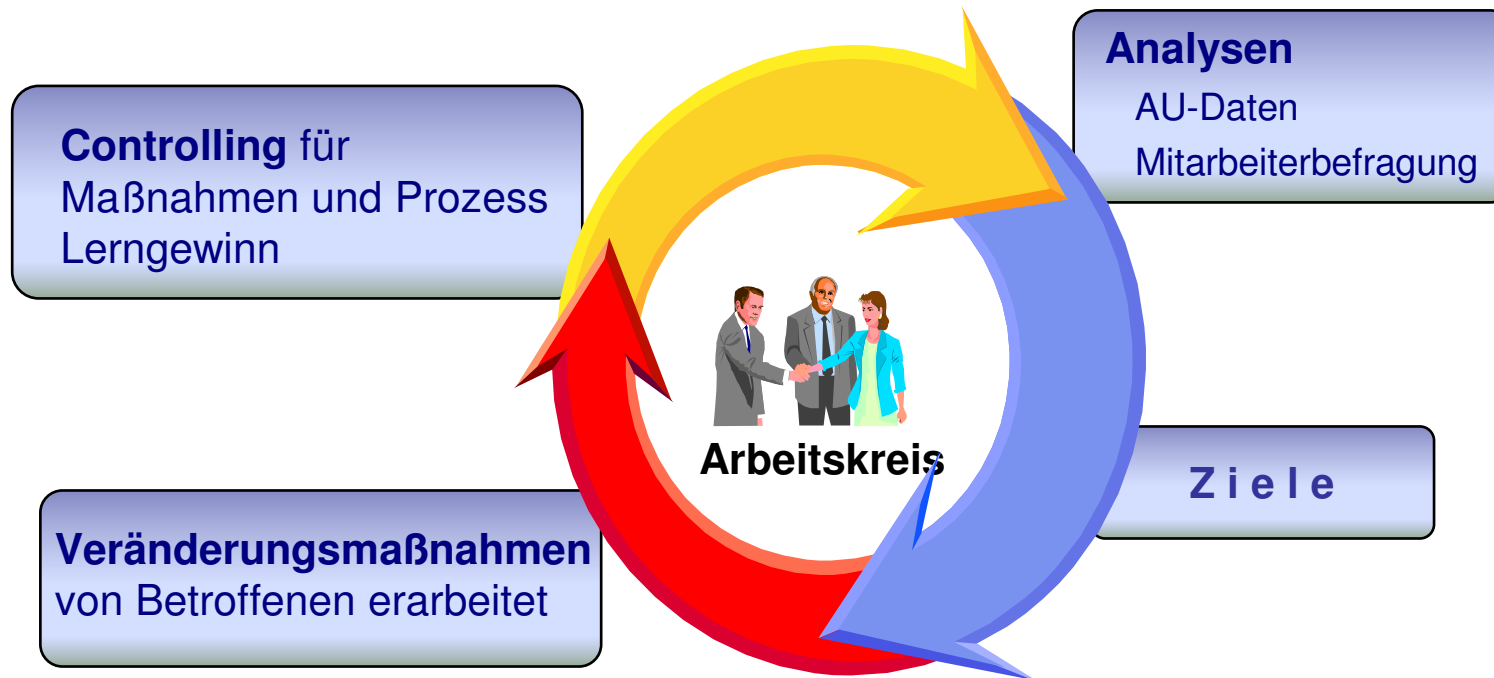 Analysen
AU-Daten
Mitarbeiterbefragung
Controlling für
Maßnahmen und Prozess
Lerngewinn
Arbeitskreis
Z i e l e
Veränderungsmaßnahmen
von Betroffenen erarbeitet